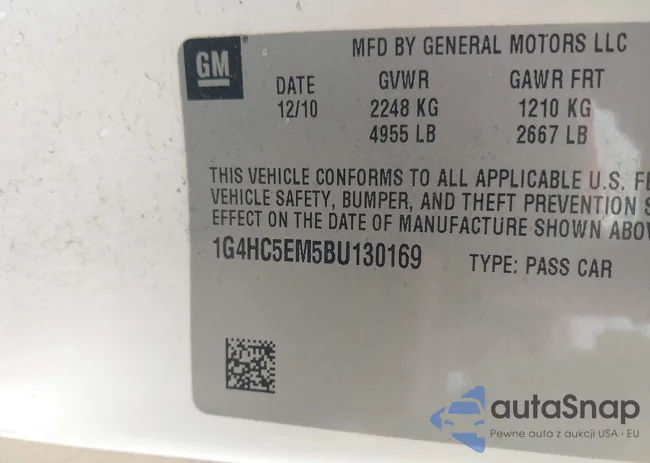 GM
MFD BY GENERAL MOTORS LLC
DATE GVWR GAWR FRT
12/10 2248 KG 1210 KG
4955 LB 2667 LB
THIS VEHICLE CONFORMS TO ALL APPLICABLE U.S. FE
VEHICLE SAFETY, BUMPER, AND THEFT PREVENTION S
EFFECT ON THE DATE OF MANUFACTURE SHOWN ABOV
1G4HC5EM5BU130169 TYPE: PASS CAR
autaSnap
Pewne auta z aukcji USA i EU